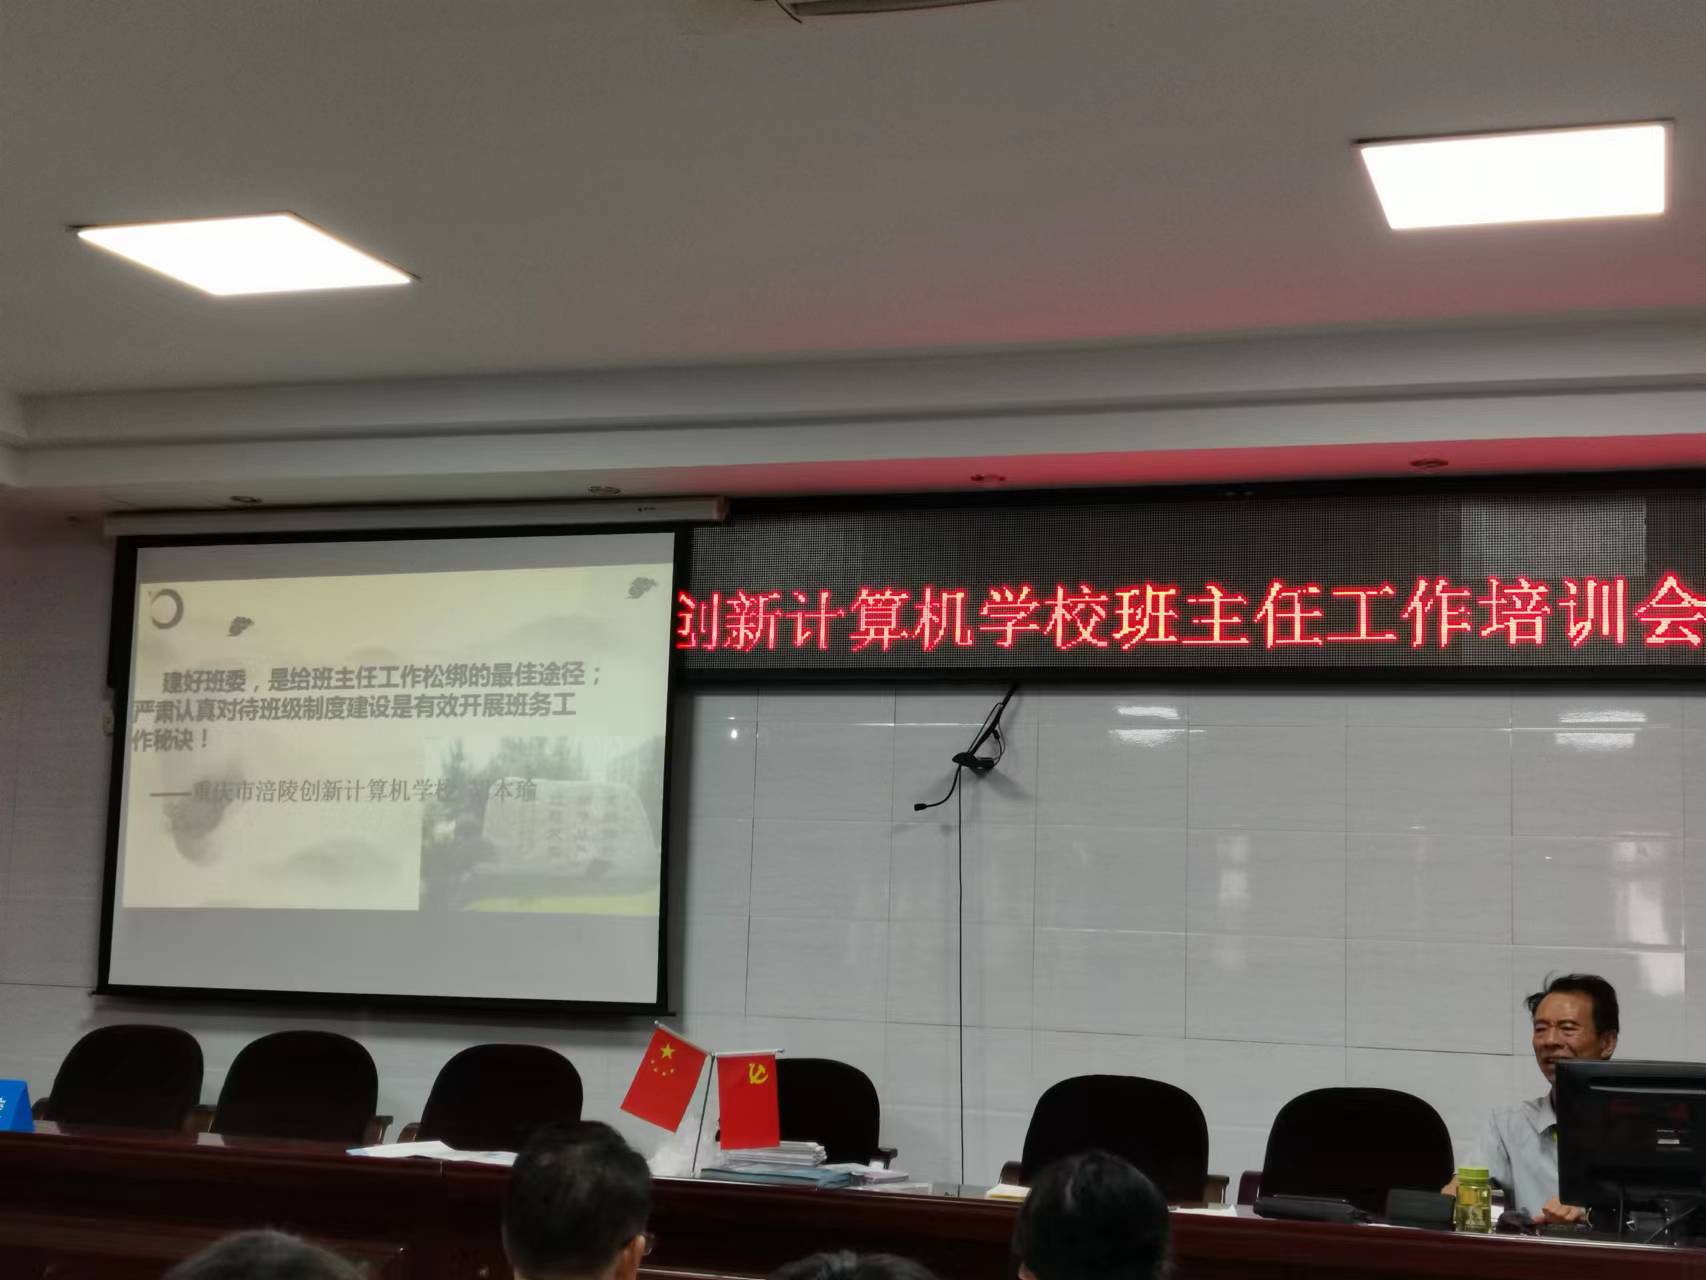 创新计算机学校班主任工作培训会
建好班委，是给班主任工作松绑的最佳途径；
严肃认真对待班级制度建设是有效开展班务工
作秘诀！
——重庆市涪陵创新计算机学校 本瑜